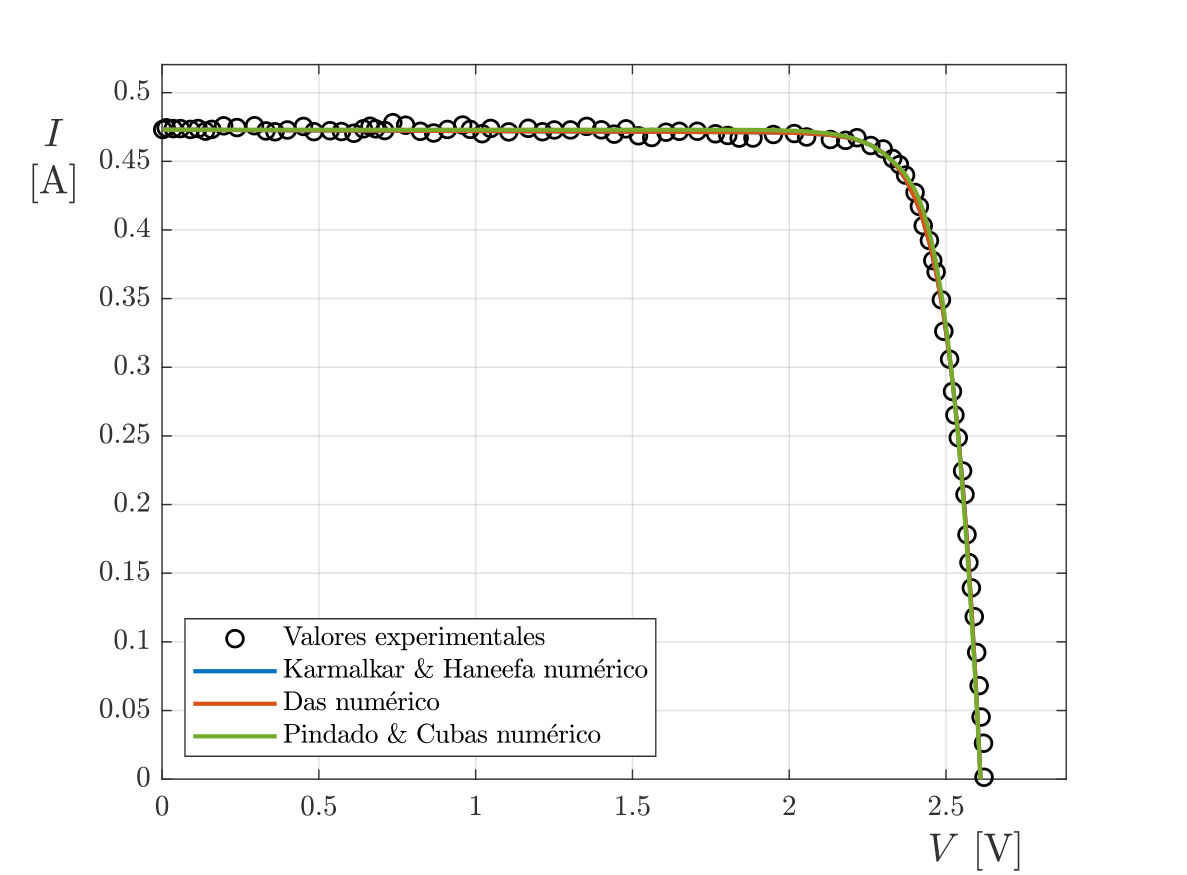 I
[A]
0.5
0.45
0.4
0.35
0.3
0.25
0.2
0.15
0.1
0.05
0
Valores experimentales
Karmalkar & Haneefa numérico
Das numérico
Pindado & Cubas numérico
0 0.5 1 1.5 2 2.5
V [V]